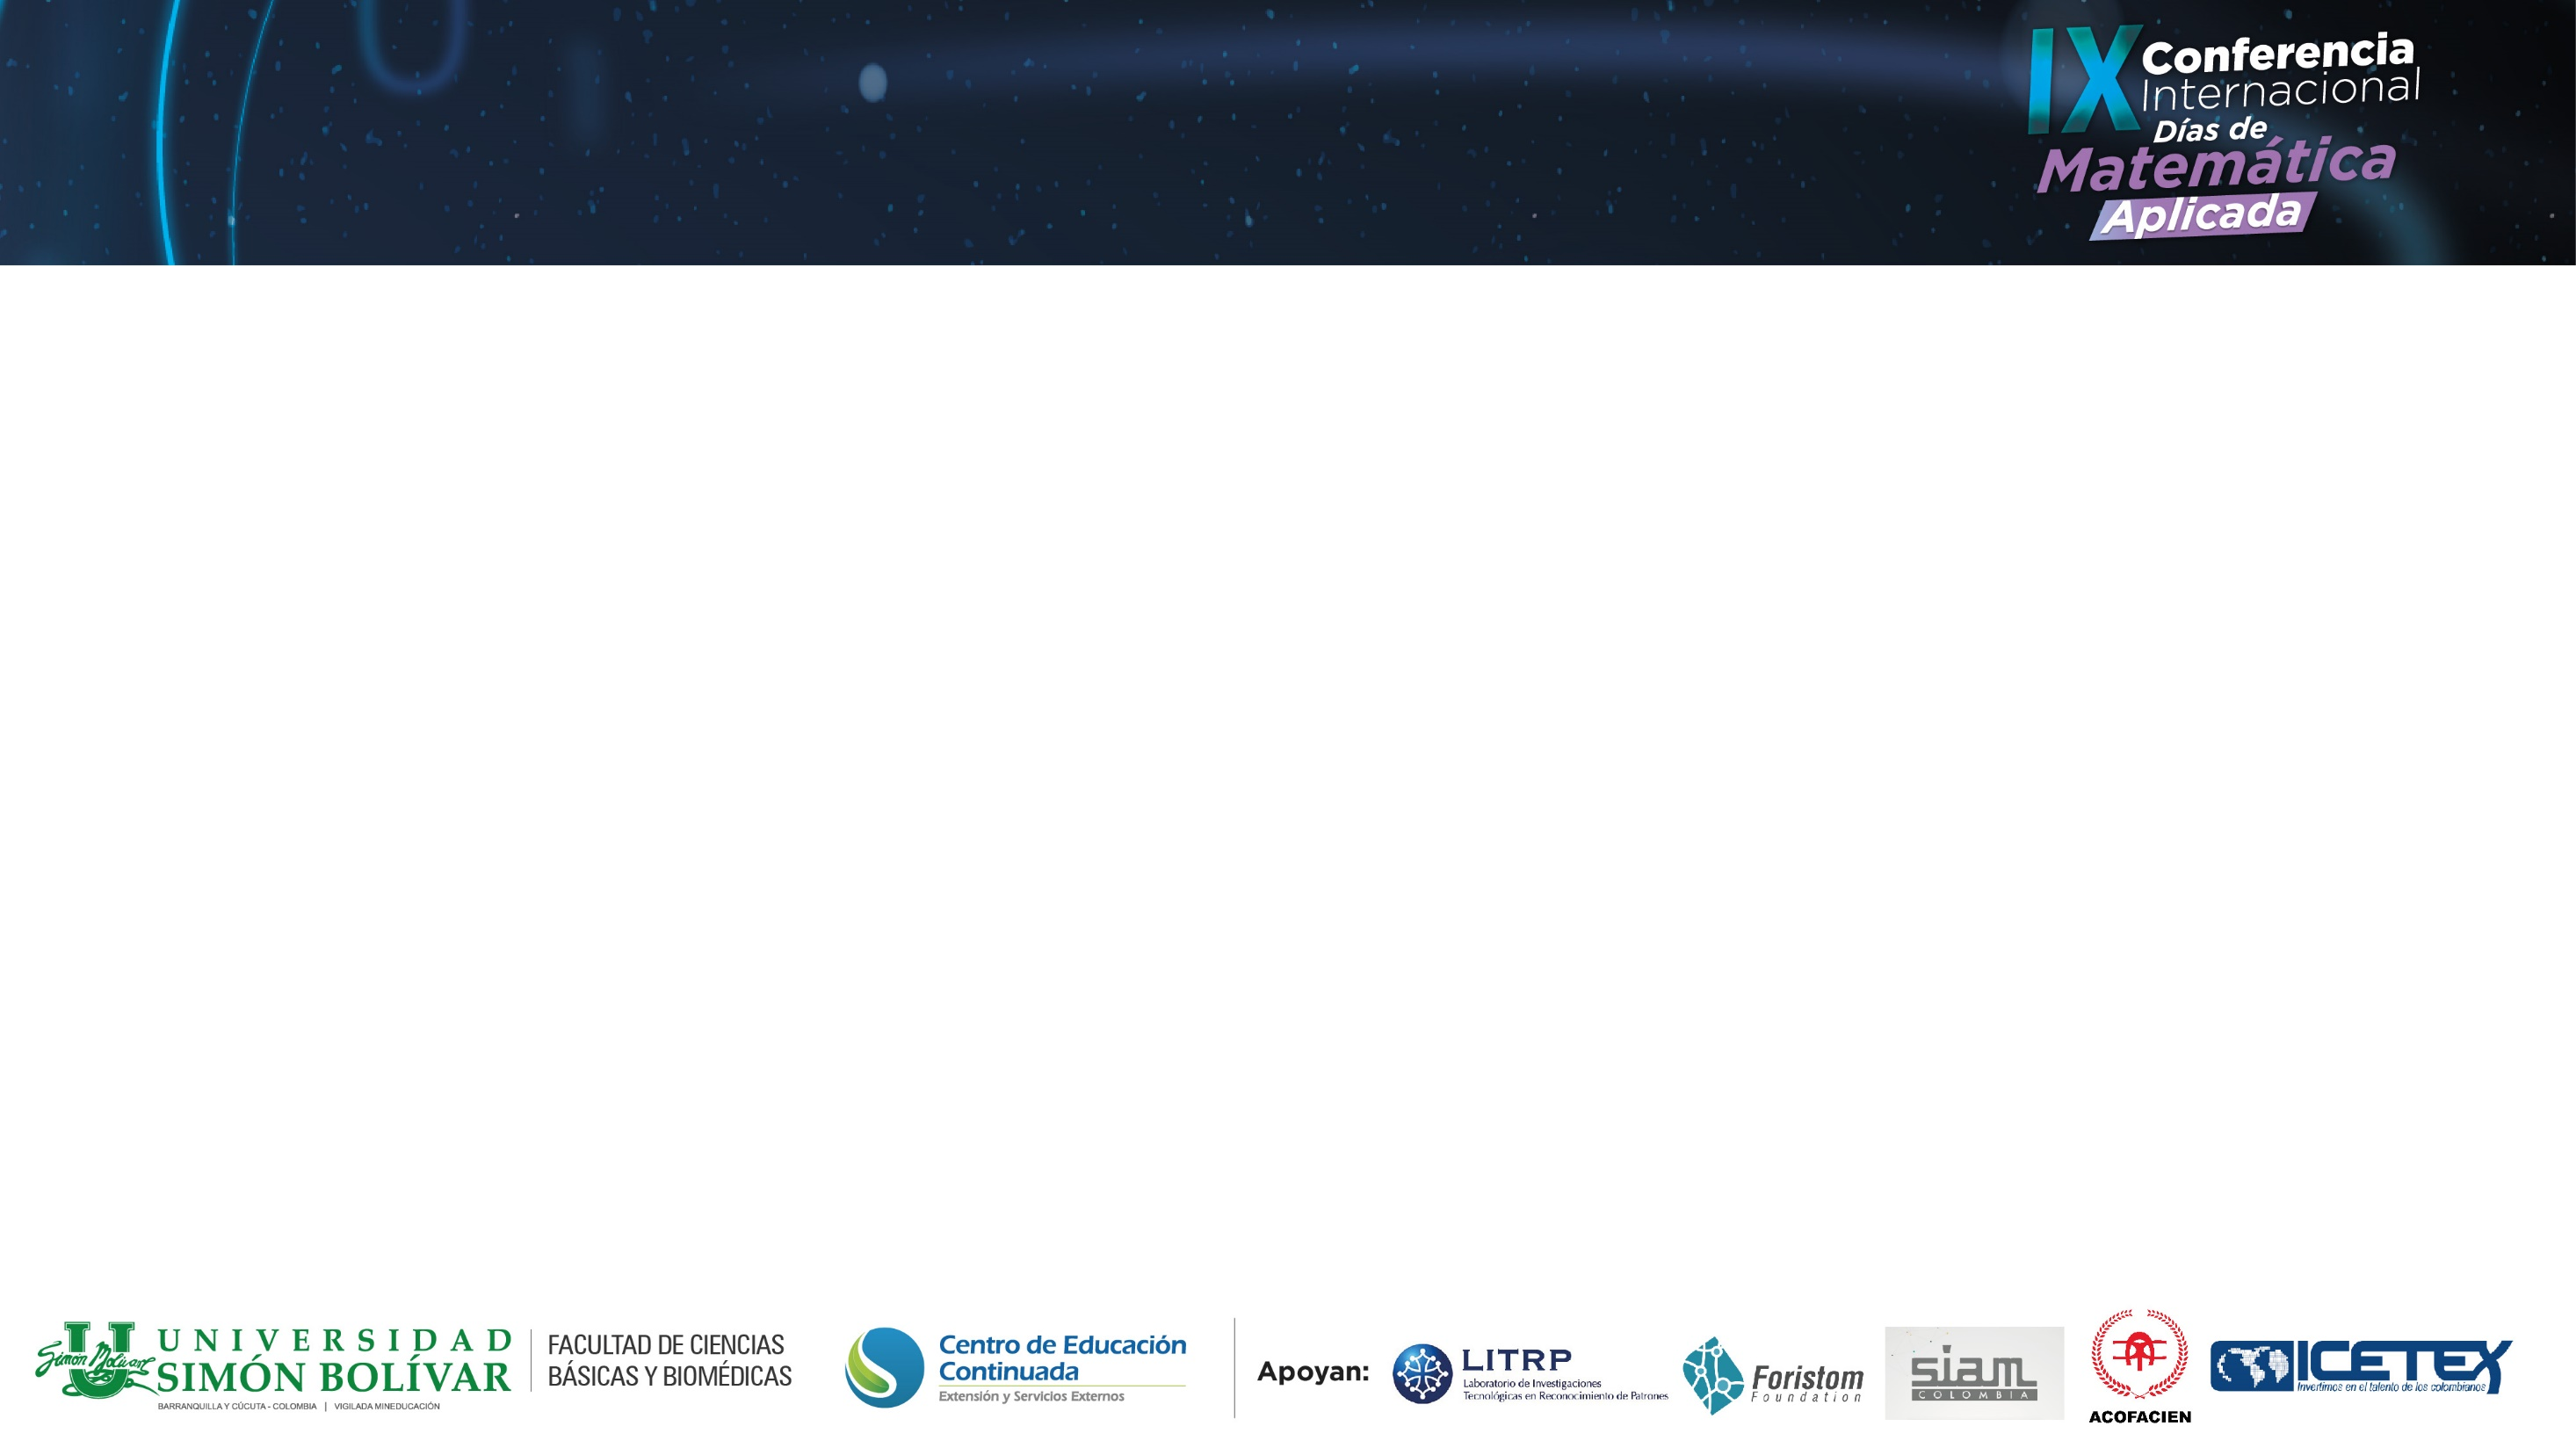 IX Conferencia
Internacional
Días de
Matemática
Aplicada
Simón Bolívar
UNIVERSIDAD
SIMÓN BOLÍVAR
BARRANQUILLA Y CÚCUTA - COLOMBIA | VIGILADA MINEDUCACIÓN
FACULTAD DE CIENCIAS
BÁSICAS Y BIOMÉDICAS
Centro de Educación
Continuada
Extensión y Servicios Externos
Apoyan:
LITRP
Laboratorio de Investigaciones
Tecnológicas en Reconocimiento de Patrones
Foristom
Foundation
siam
COLOMBIA
ACOFACIEN
ICETEX
Invertimos en el talento de los colombianos